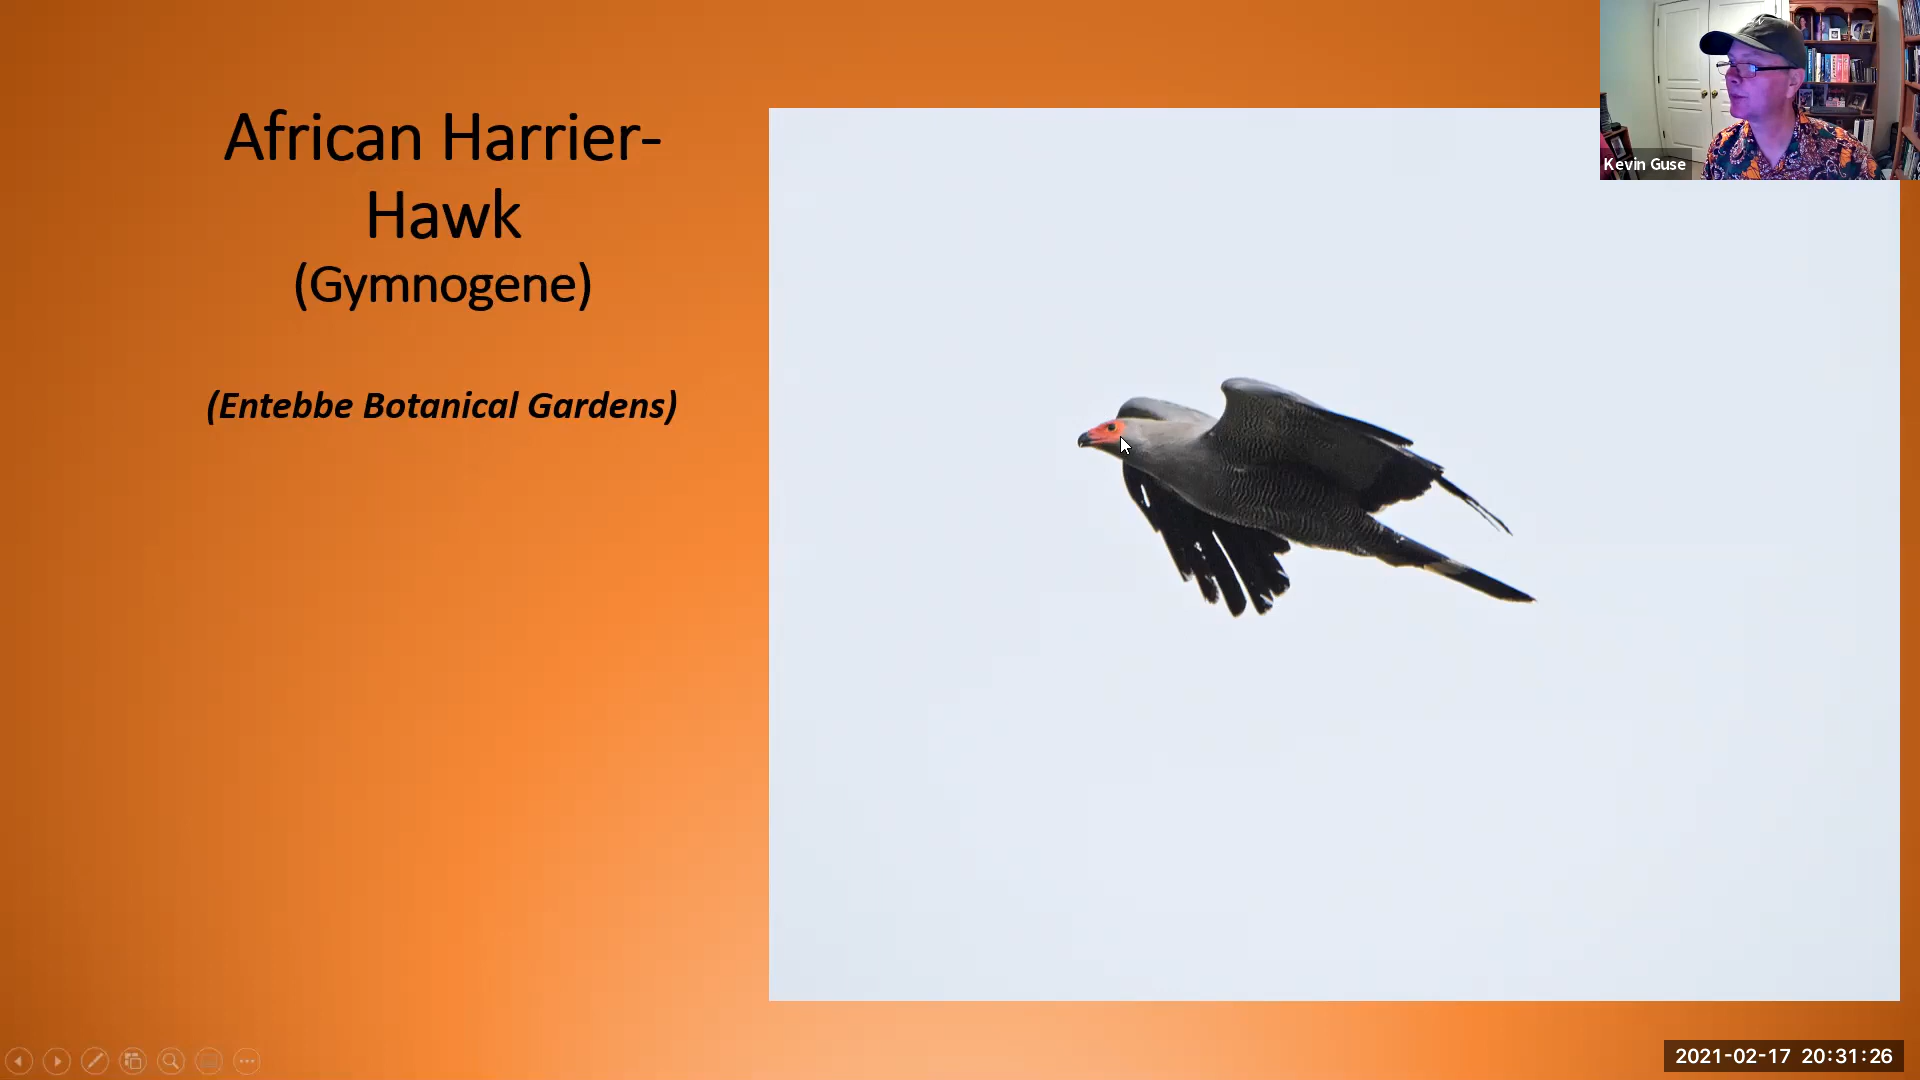 African Harrier-
Hawk
(Gymnogene)
(Entebbe Botanical Gardens)
Kevin Guse
2021-02-17 20:31:26